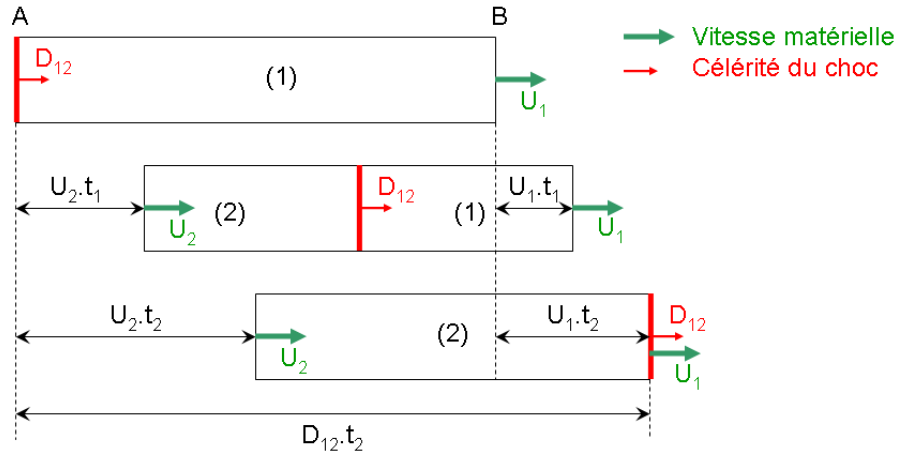 A
B
D₁₂
(1)
U₁
Vitesse matérielle
Célérité du choc
U₂.t₁
U₂
(2)
D₁₂
(1)
U₁.t₁
U₁
U₂.t₂
U₂
(2)
U₁.t₂
D₁₂
U₁
D₁₂.t₂